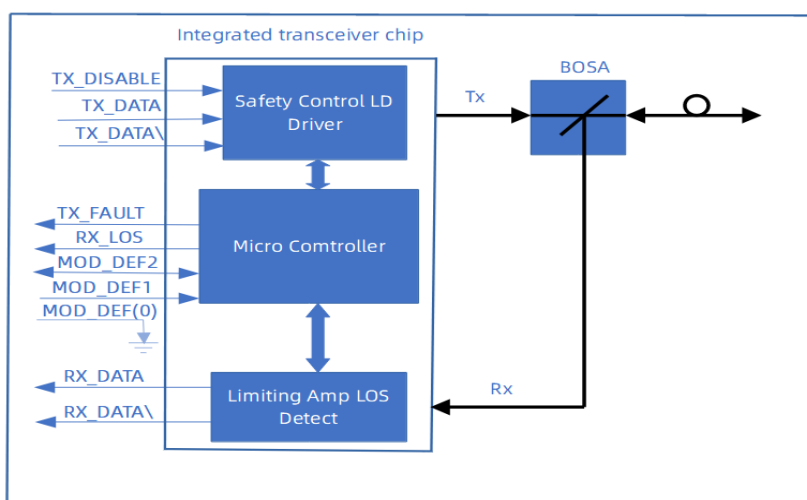 Integrated transceiver chip
BOSA
TX_DISABLE
TX_DATA
TX_DATA\
Safety Control LD
Driver
Tx
TX_FAULT
RX_LOS
MOD_DEF2
MOD_DEF1
MOD_DEF(0)
Micro Comtroller
RX_DATA
RX_DATA\
Limiting Amp LOS
Detect
Rx